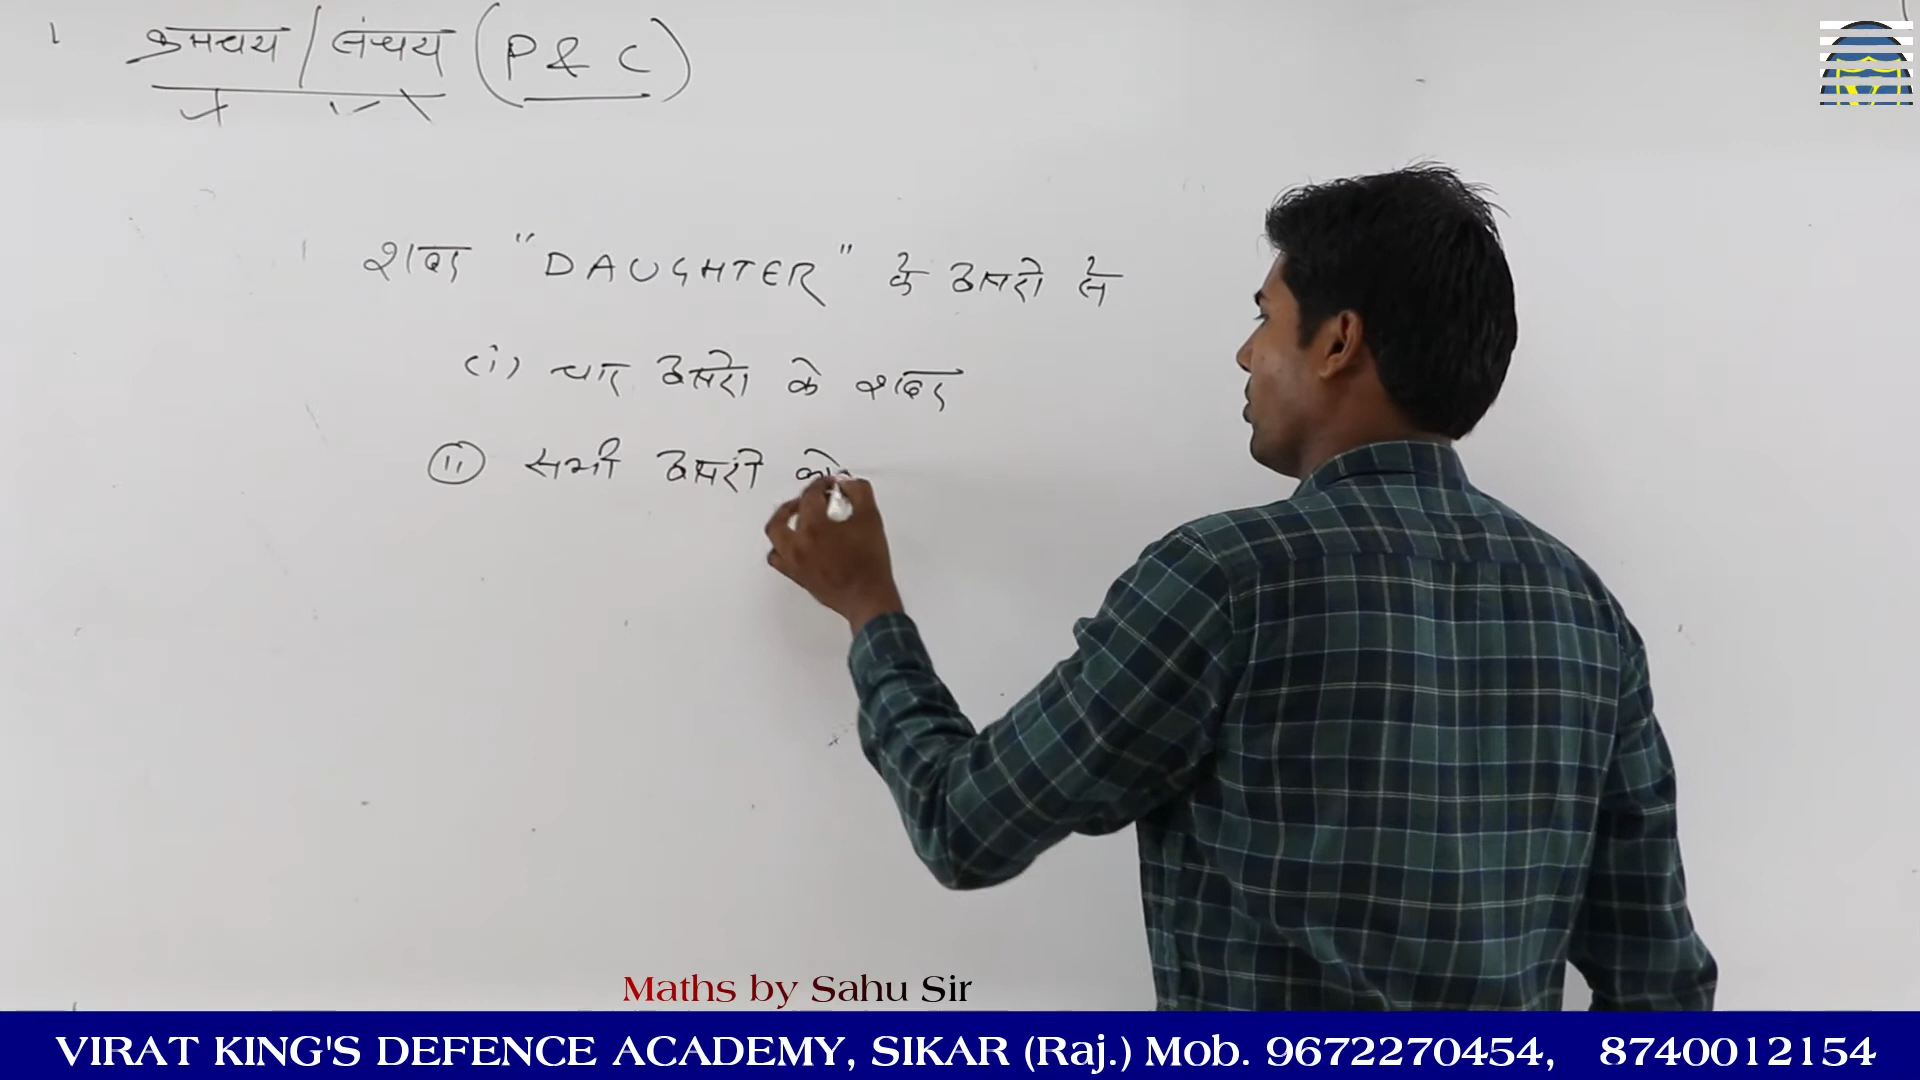 क्रमचय / संचय (P & C)
शब्द "DAUGHTER" के अक्षरो से
(i) चार अक्षरो के शब्द
(ii) सभी अक्षरो को
Maths by Sahu Sir
VIRAT KING'S DEFENCE ACADEMY, SIKAR (Raj.) Mob. 9672270454, 8740012154